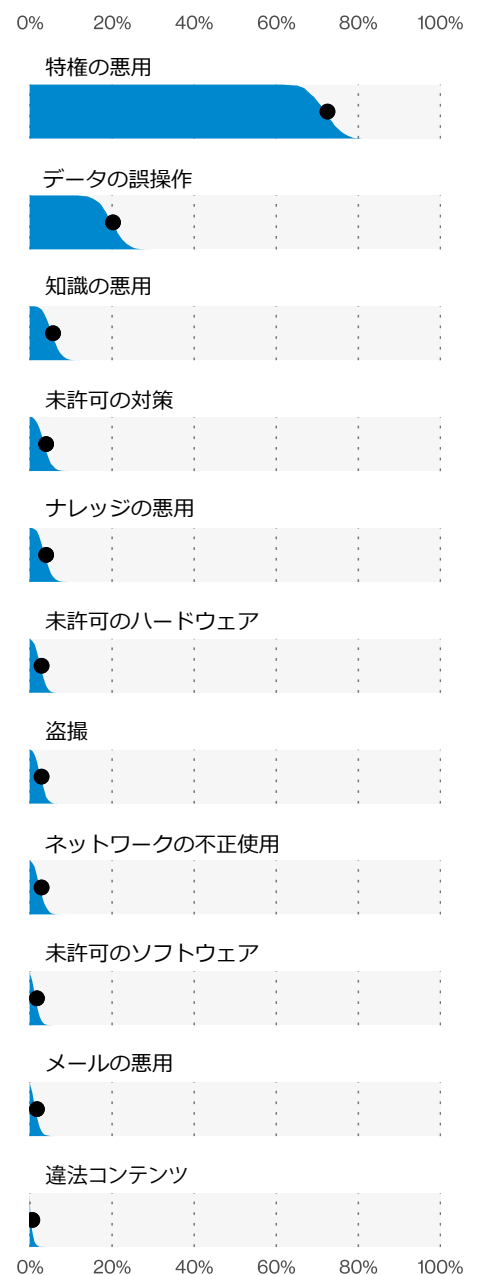 0% 20% 40% 60% 80% 100%
特権の悪用
データの誤操作
知識の悪用
未許可の対策
ナレッジの悪用
未許可のハードウェア
盗撮
ネットワークの不正使用
未許可のソフトウェア
メールの悪用
違法コンテンツ
0% 20% 40% 60% 80% 100%